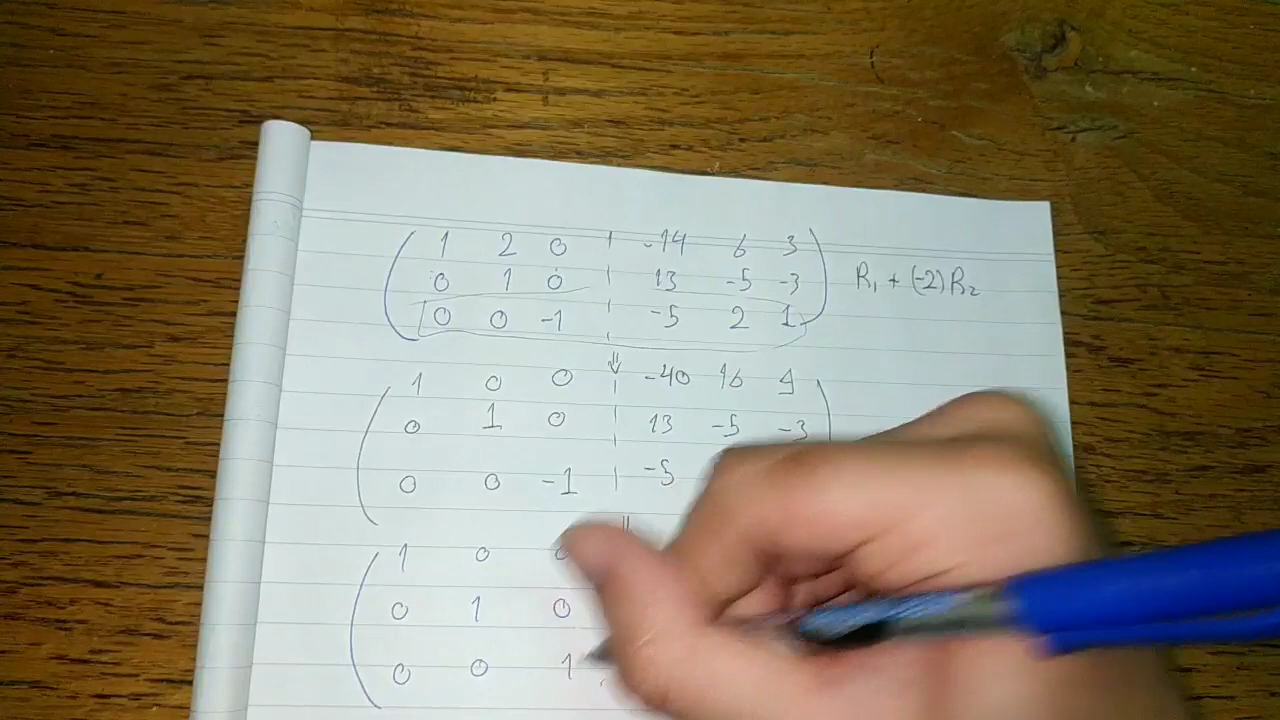 1 2 0 | -14 6 3
0 1 0 | 13 -5 -3 R₁ + (-2)R₂
0 0 -1 | -5 2 1
⇓
1 0 0 | -40 16 9
0 1 0 | 13 -5 -3
0 0 -1 | -5
1 0 0
0 1 0
0 0 1